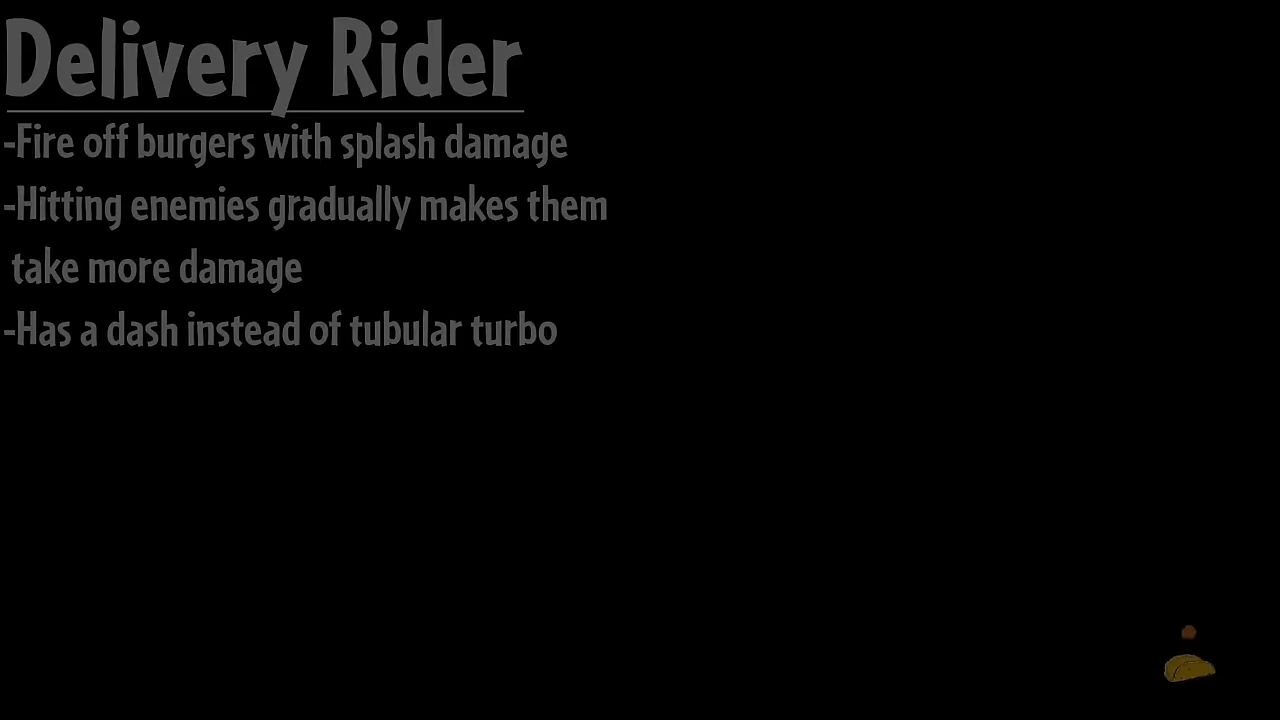 Delivery Rider
-Fire off burgers with splash damage
-Hitting enemies gradually makes them
take more damage
-Has a dash instead of tubular turbo